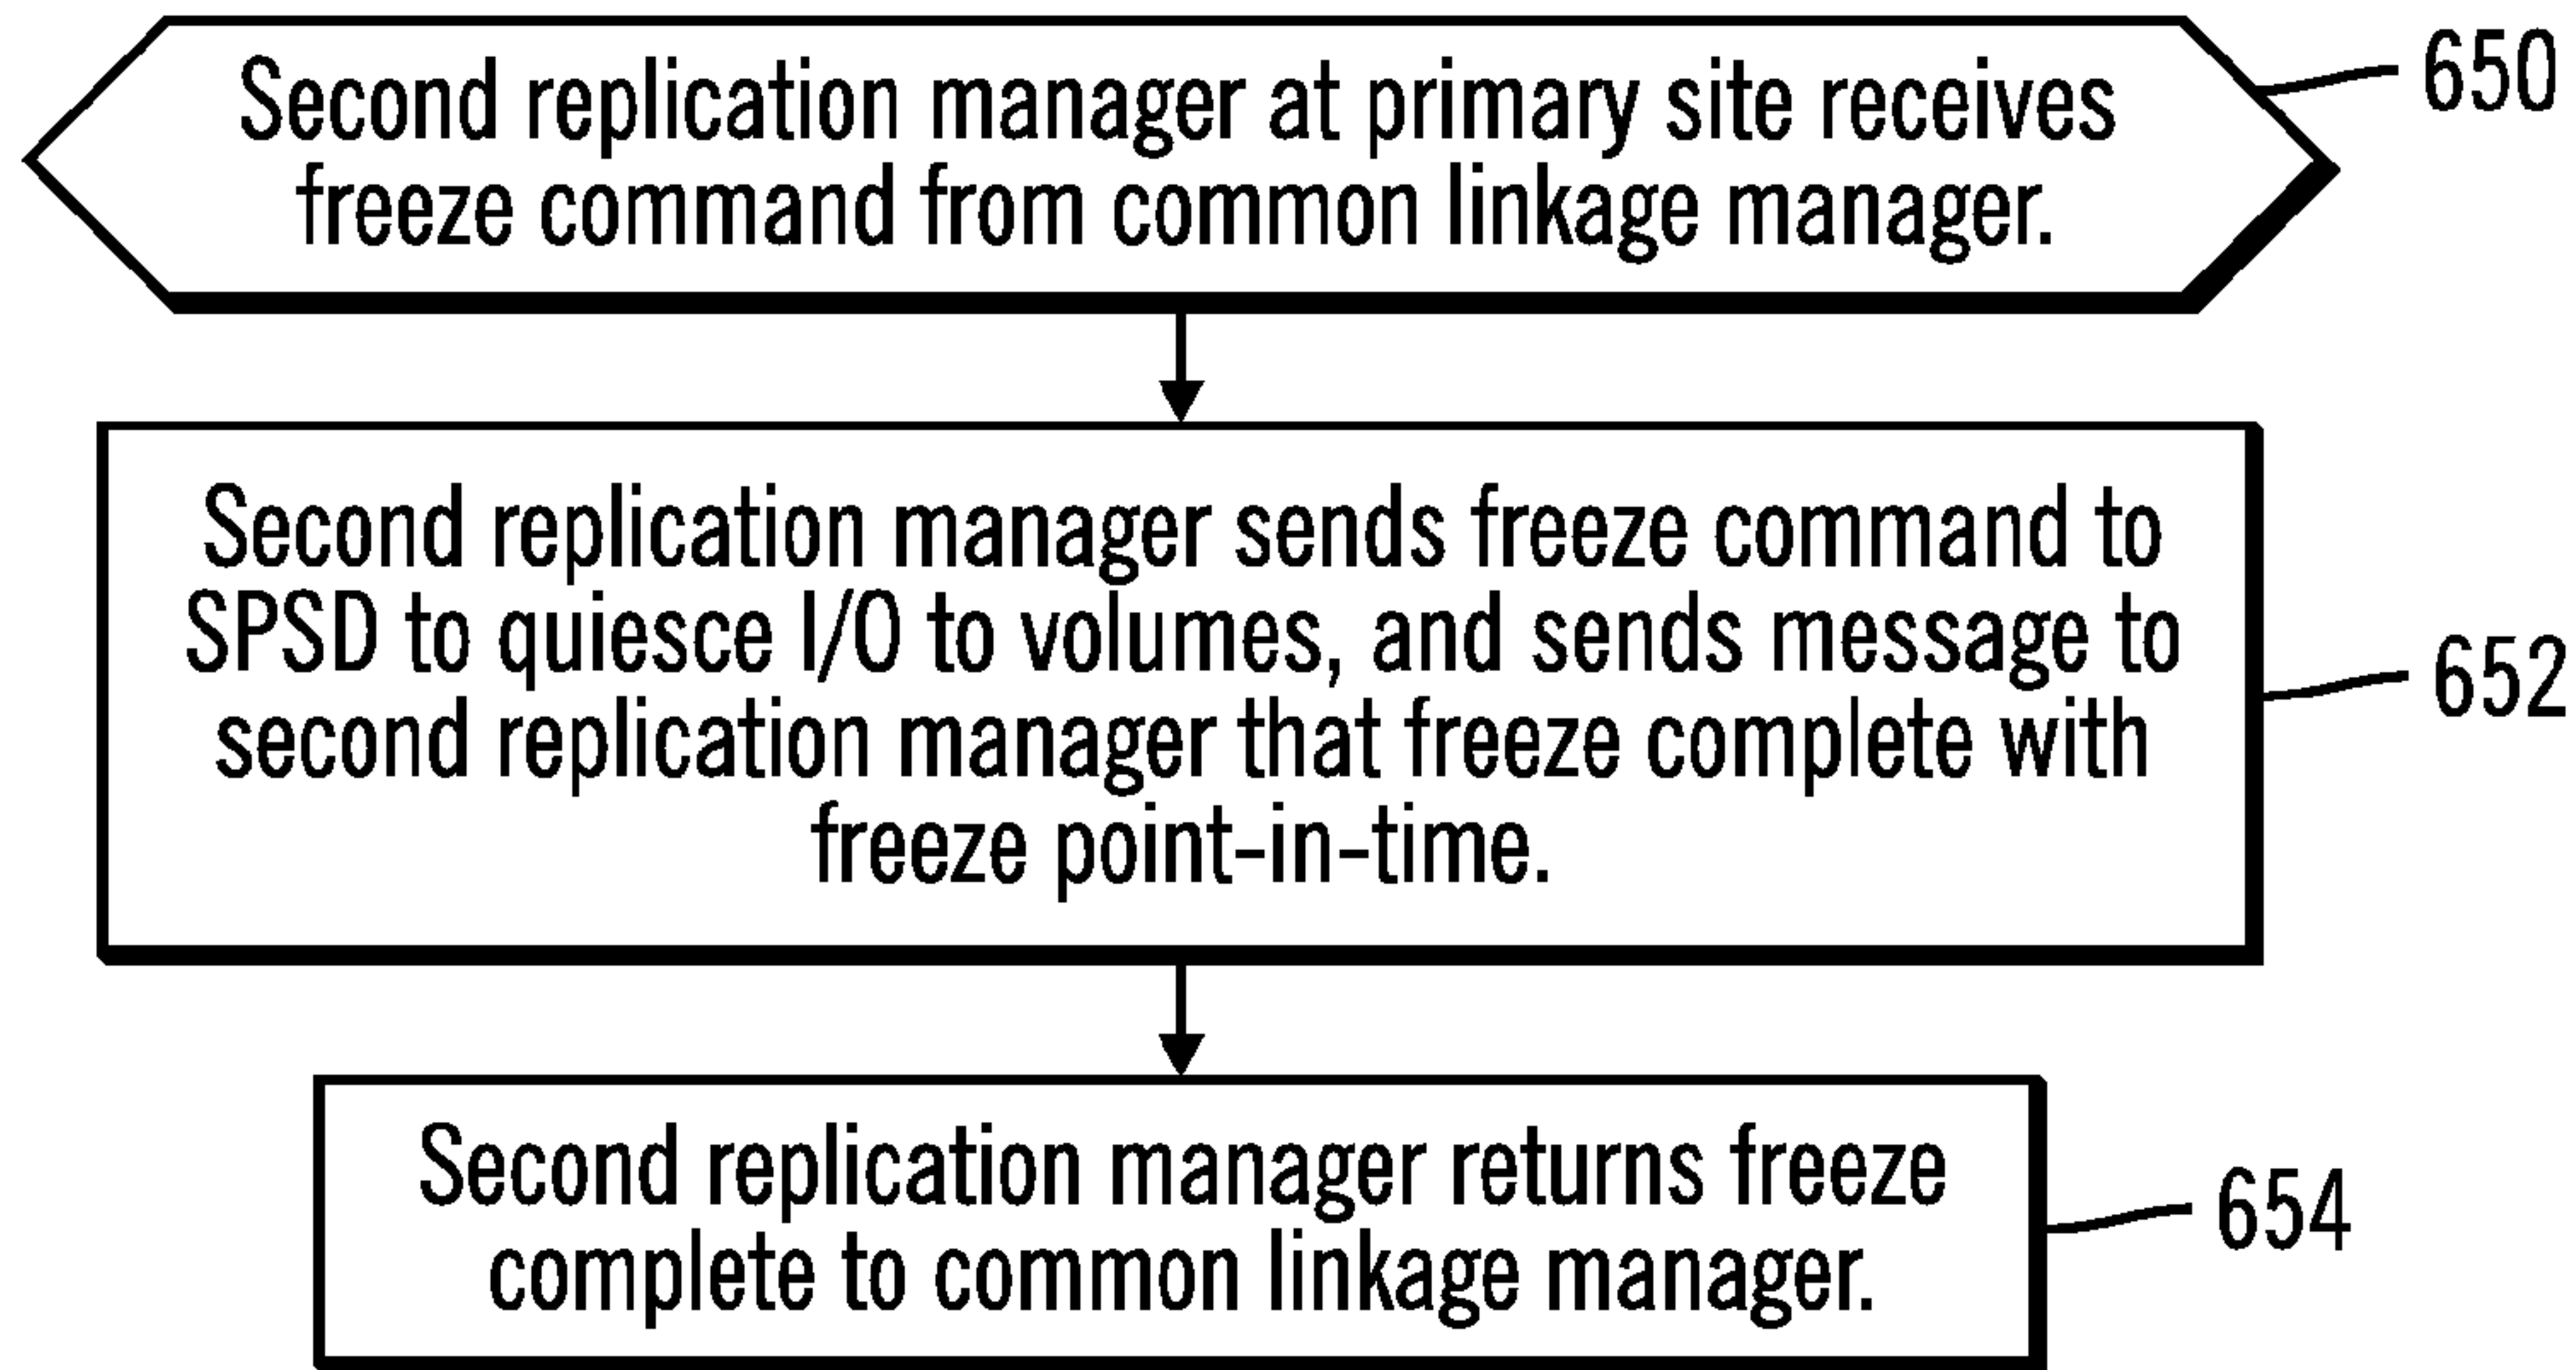 Second replication manager at primary site receives
freeze command from common linkage manager.
650
Second replication manager sends freeze command to
SPSD to quiesce I/O to volumes, and sends message to
second replication manager that freeze complete with
freeze point-in-time.
652
Second replication manager returns freeze
complete to common linkage manager.
654